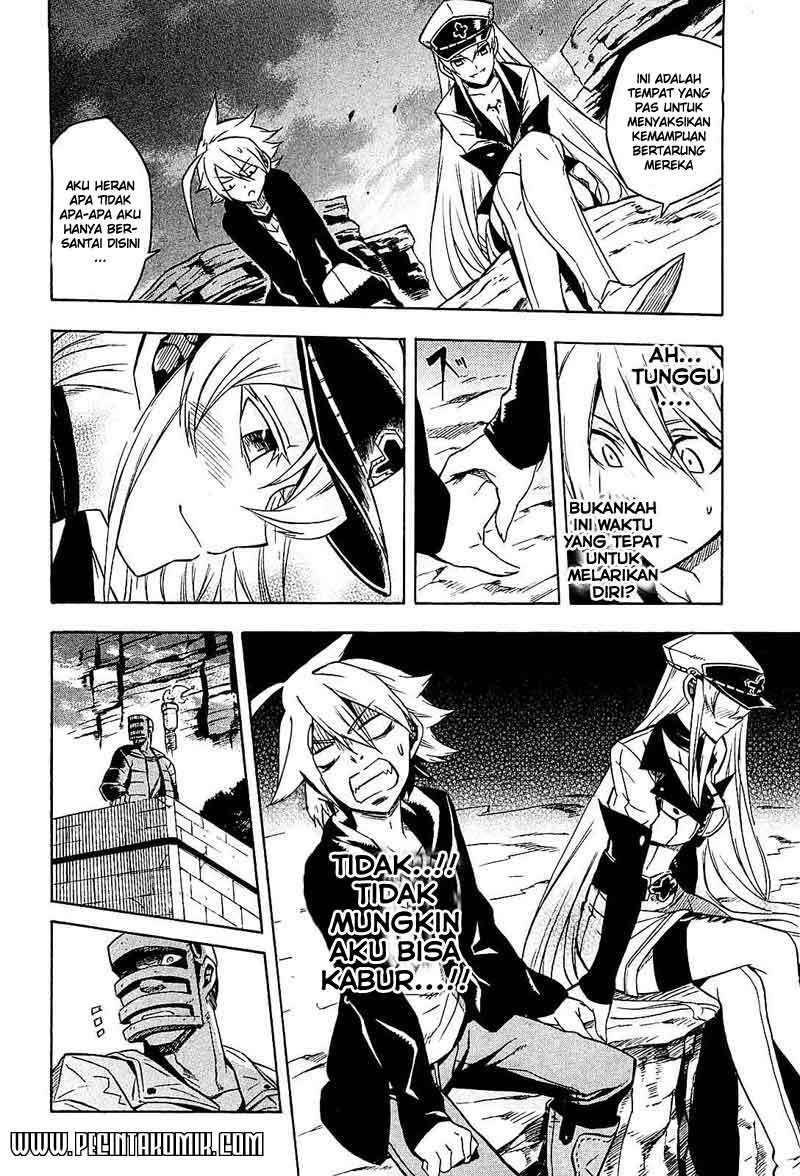 INI ADALAH
TEMPAT YANG
PAS UNTUK
MENYAKSIKAN
KEMAMPUAN
BERTARUNG
MEREKA
AKU HERAN
APA TIDAK
APA-APA AKU
HANYA BER-
SANTAI DISINI
...
AH...
TUNGGU
....
BUKANKAH
INI WAKTU
YANG TEPAT
UNTUK
MELARIKAN
DIRI?
ズッ
TIDAK..!!
TIDAK
MUNGKIN
AKU BISA
KABUR...!!
WWW.PECINTAKOMIK.COM